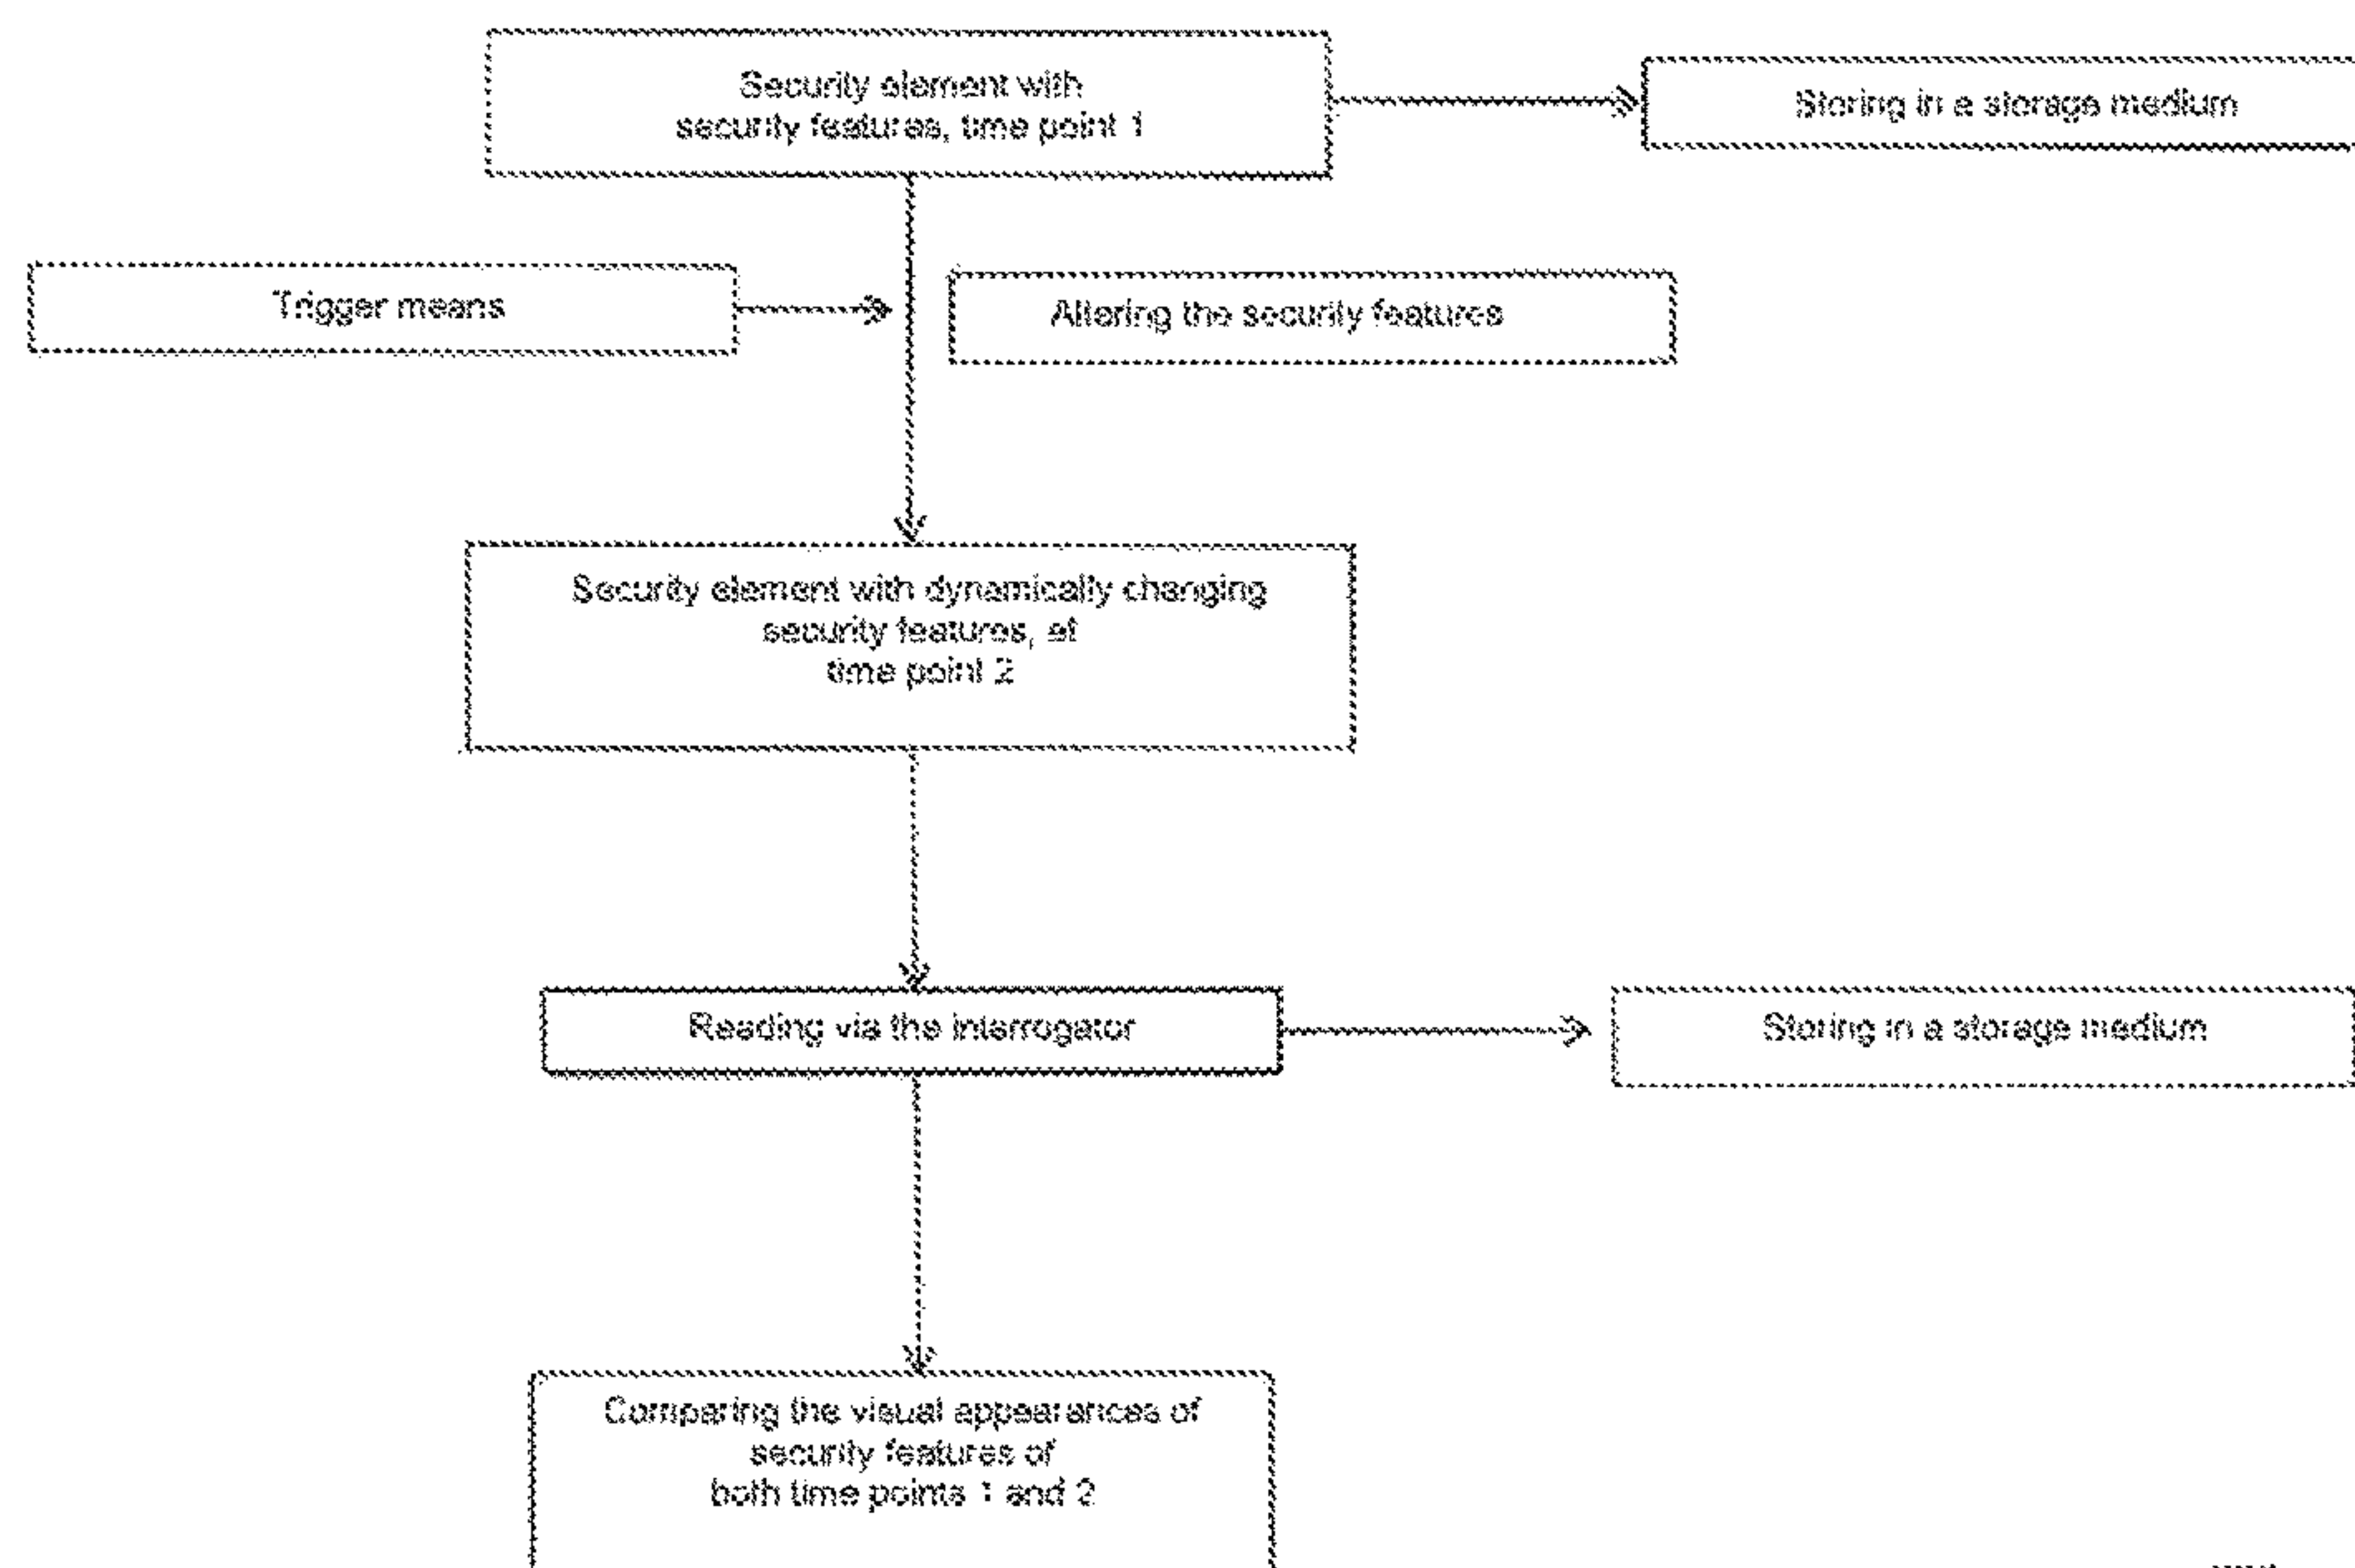 Security element with
security features, time point 1
Storing in a storage medium
Trigger means
Altering the security features
Security element with dynamically changing
security features, at
time point 2
Reading via the interrogator
Storing in a storage medium
Comparing the visual appearances of
security features of
both time points 1 and 2